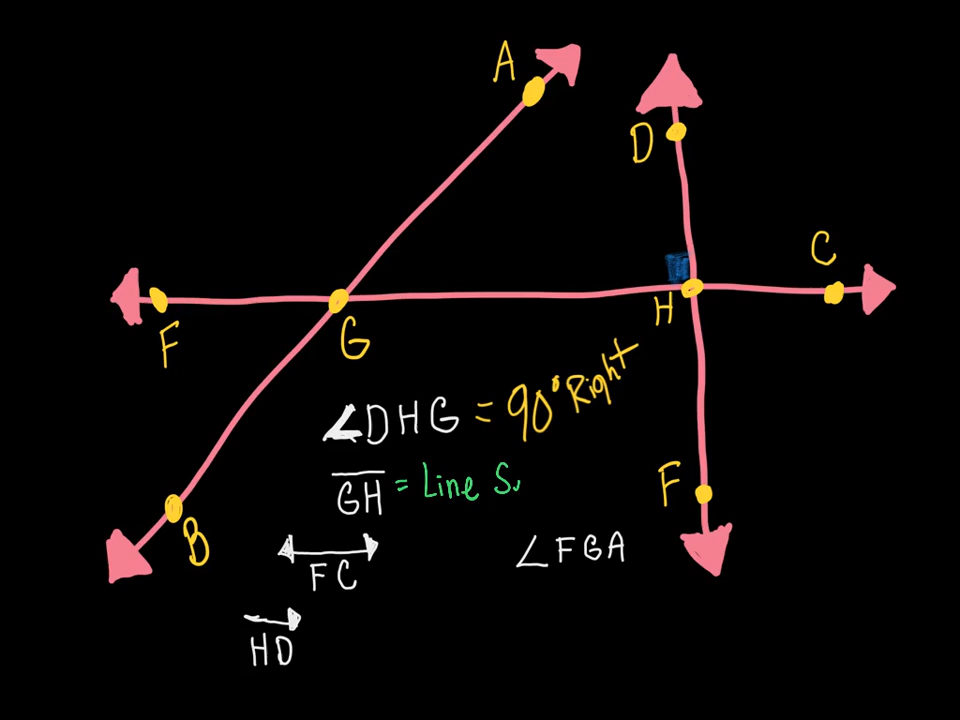 A
D
C
F
G
H
∠DHG = 90° Right
GH = Line S.
F
B
FC
∠FGA
HD